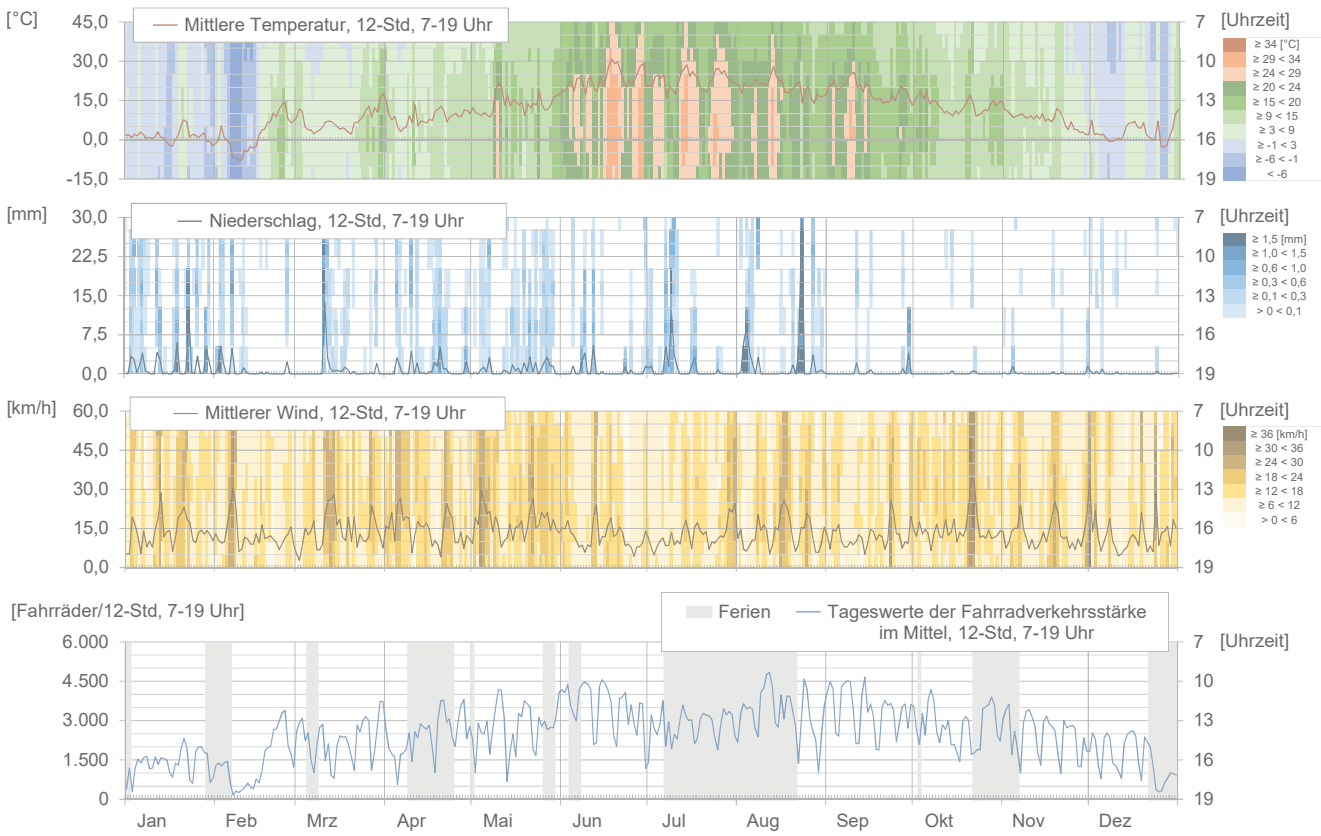 [°C]
Mittlere Temperatur, 12-Std, 7-19 Uhr
45,0
30,0
15,0
0,0
-15,0
7
10
13
16
19
[Uhrzeit]
≥ 34 [°C]
≥ 29 < 34
≥ 24 < 29
≥ 20 < 24
≥ 15 < 20
≥ 9 < 15
≥ 3 < 9
≥ -1 < 3
≥ -6 < -1
< -6
[mm]
Niederschlag, 12-Std, 7-19 Uhr
30,0
22,5
15,0
7,5
0,0
7
10
13
16
19
[Uhrzeit]
≥ 1,5 [mm]
≥ 1,0 < 1,5
≥ 0,6 < 1,0
≥ 0,3 < 0,6
≥ 0,1 < 0,3
> 0 < 0,1
[km/h]
Mittlerer Wind, 12-Std, 7-19 Uhr
60,0
45,0
30,0
15,0
0,0
7
10
13
16
19
[Uhrzeit]
≥ 36 [km/h]
≥ 30 < 36
≥ 24 < 30
≥ 18 < 24
≥ 12 < 18
≥ 6 < 12
> 0 < 6
[Fahrräder/12-Std, 7-19 Uhr]
Ferien
Tageswerte der Fahrradverkehrsstärke
im Mittel, 12-Std, 7-19 Uhr
6.000
4.500
3.000
1.500
0
7
10
13
16
19
[Uhrzeit]
Jan Feb Mrz Apr Mai Jun Jul Aug Sep Okt Nov Dez